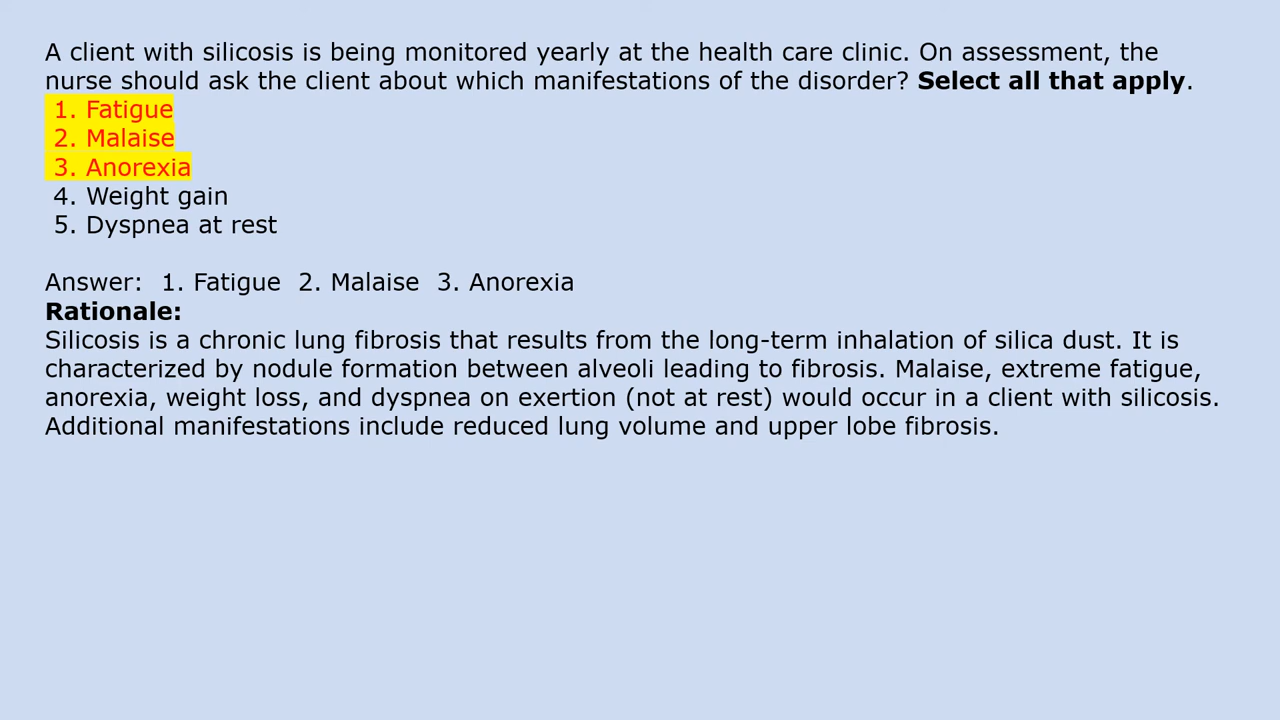 A client with silicosis is being monitored yearly at the health care clinic. On assessment, the
nurse should ask the client about which manifestations of the disorder? Select all that apply.
1. Fatigue
2. Malaise
3. Anorexia
4. Weight gain
5. Dyspnea at rest
Answer: 1. Fatigue 2. Malaise 3. Anorexia
Rationale:
Silicosis is a chronic lung fibrosis that results from the long-term inhalation of silica dust. It is
characterized by nodule formation between alveoli leading to fibrosis. Malaise, extreme fatigue,
anorexia, weight loss, and dyspnea on exertion (not at rest) would occur in a client with silicosis.
Additional manifestations include reduced lung volume and upper lobe fibrosis.